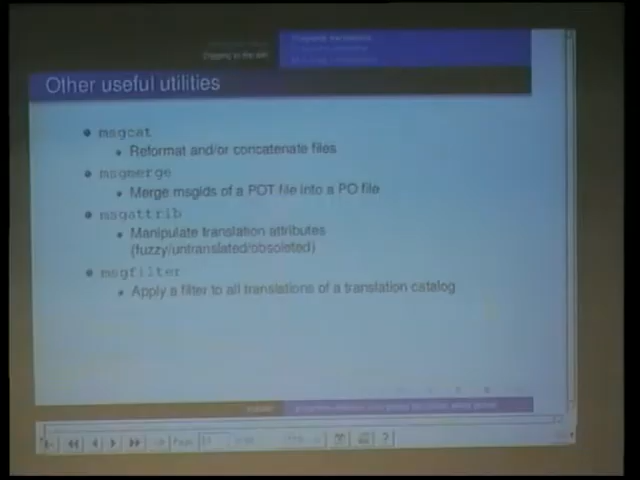 Other useful utilities
msgcat
Reformat and/or concatenate files
msgmerge
Merge msgids of a POT file into a PO file
msgattrib
Manipulate translation attributes
(fuzzy/untranslated/obsoleted)
msgfilter
Apply a filter to all translations of a translation catalog
Page